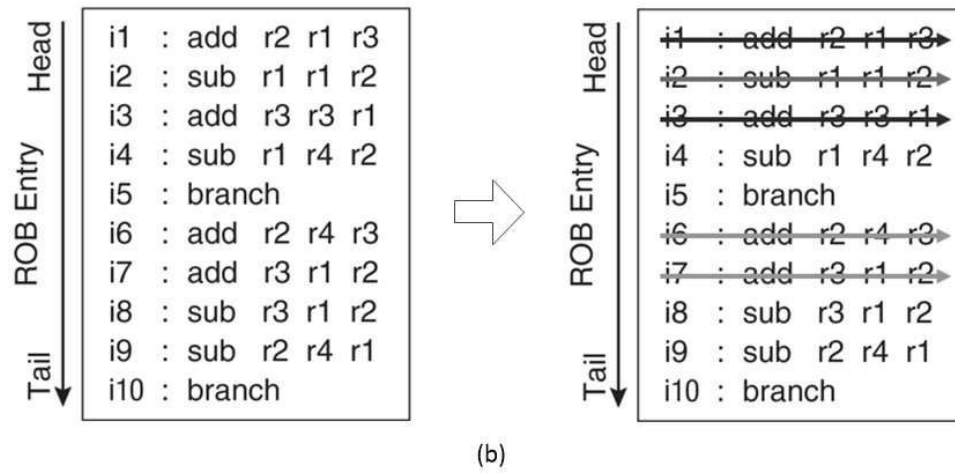 Head
ROB Entry
Tail
i1 : add r2 r1 r3
i2 : sub r1 r1 r2
i3 : add r3 r3 r1
i4 : sub r1 r4 r2
i5 : branch
i6 : add r2 r4 r3
i7 : add r3 r1 r2
i8 : sub r3 r1 r2
i9 : sub r2 r4 r1
i10 : branch
Head
ROB Entry
Tail
i1 : add r2 r1 r3
i2 : sub r1 r1 r2
i3 : add r3 r3 r1
i4 : sub r1 r4 r2
i5 : branch
i6 : add r2 r4 r3
i7 : add r3 r1 r2
i8 : sub r3 r1 r2
i9 : sub r2 r4 r1
i10 : branch
(b)